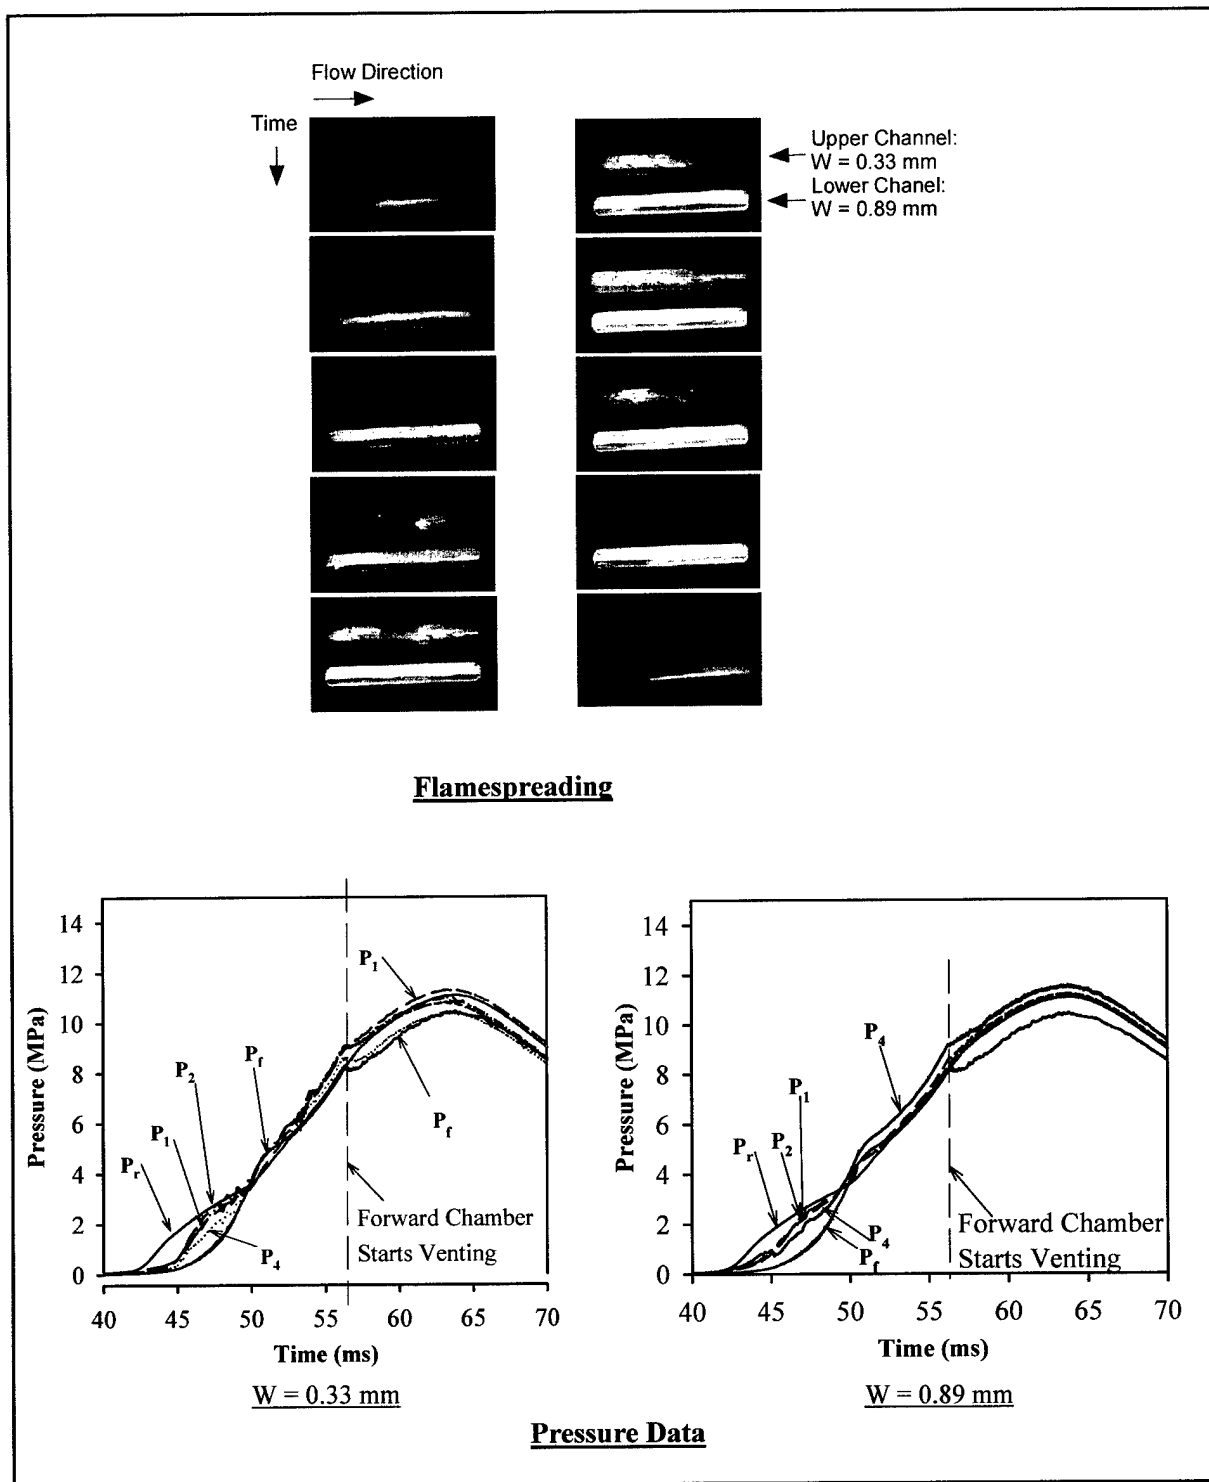 Flow Direction
Time
Upper Channel:
W = 0.33 mm
Lower Chanel:
W = 0.89 mm
Flamespreading
14
12
10
8
6
4
2
0
Pressure (MPa)
P1
Pf
P2
P1
Pr
P4
Pf
Forward Chamber
Starts Venting
40 45 50 55 60 65 70
Time (ms)
W = 0.33 mm
14
12
10
8
6
4
2
0
Pressure (MPa)
P4
P1
P2
Pr
P4
Pf
Forward Chamber
Starts Venting
40 45 50 55 60 65 70
Time (ms)
W = 0.89 mm
Pressure Data